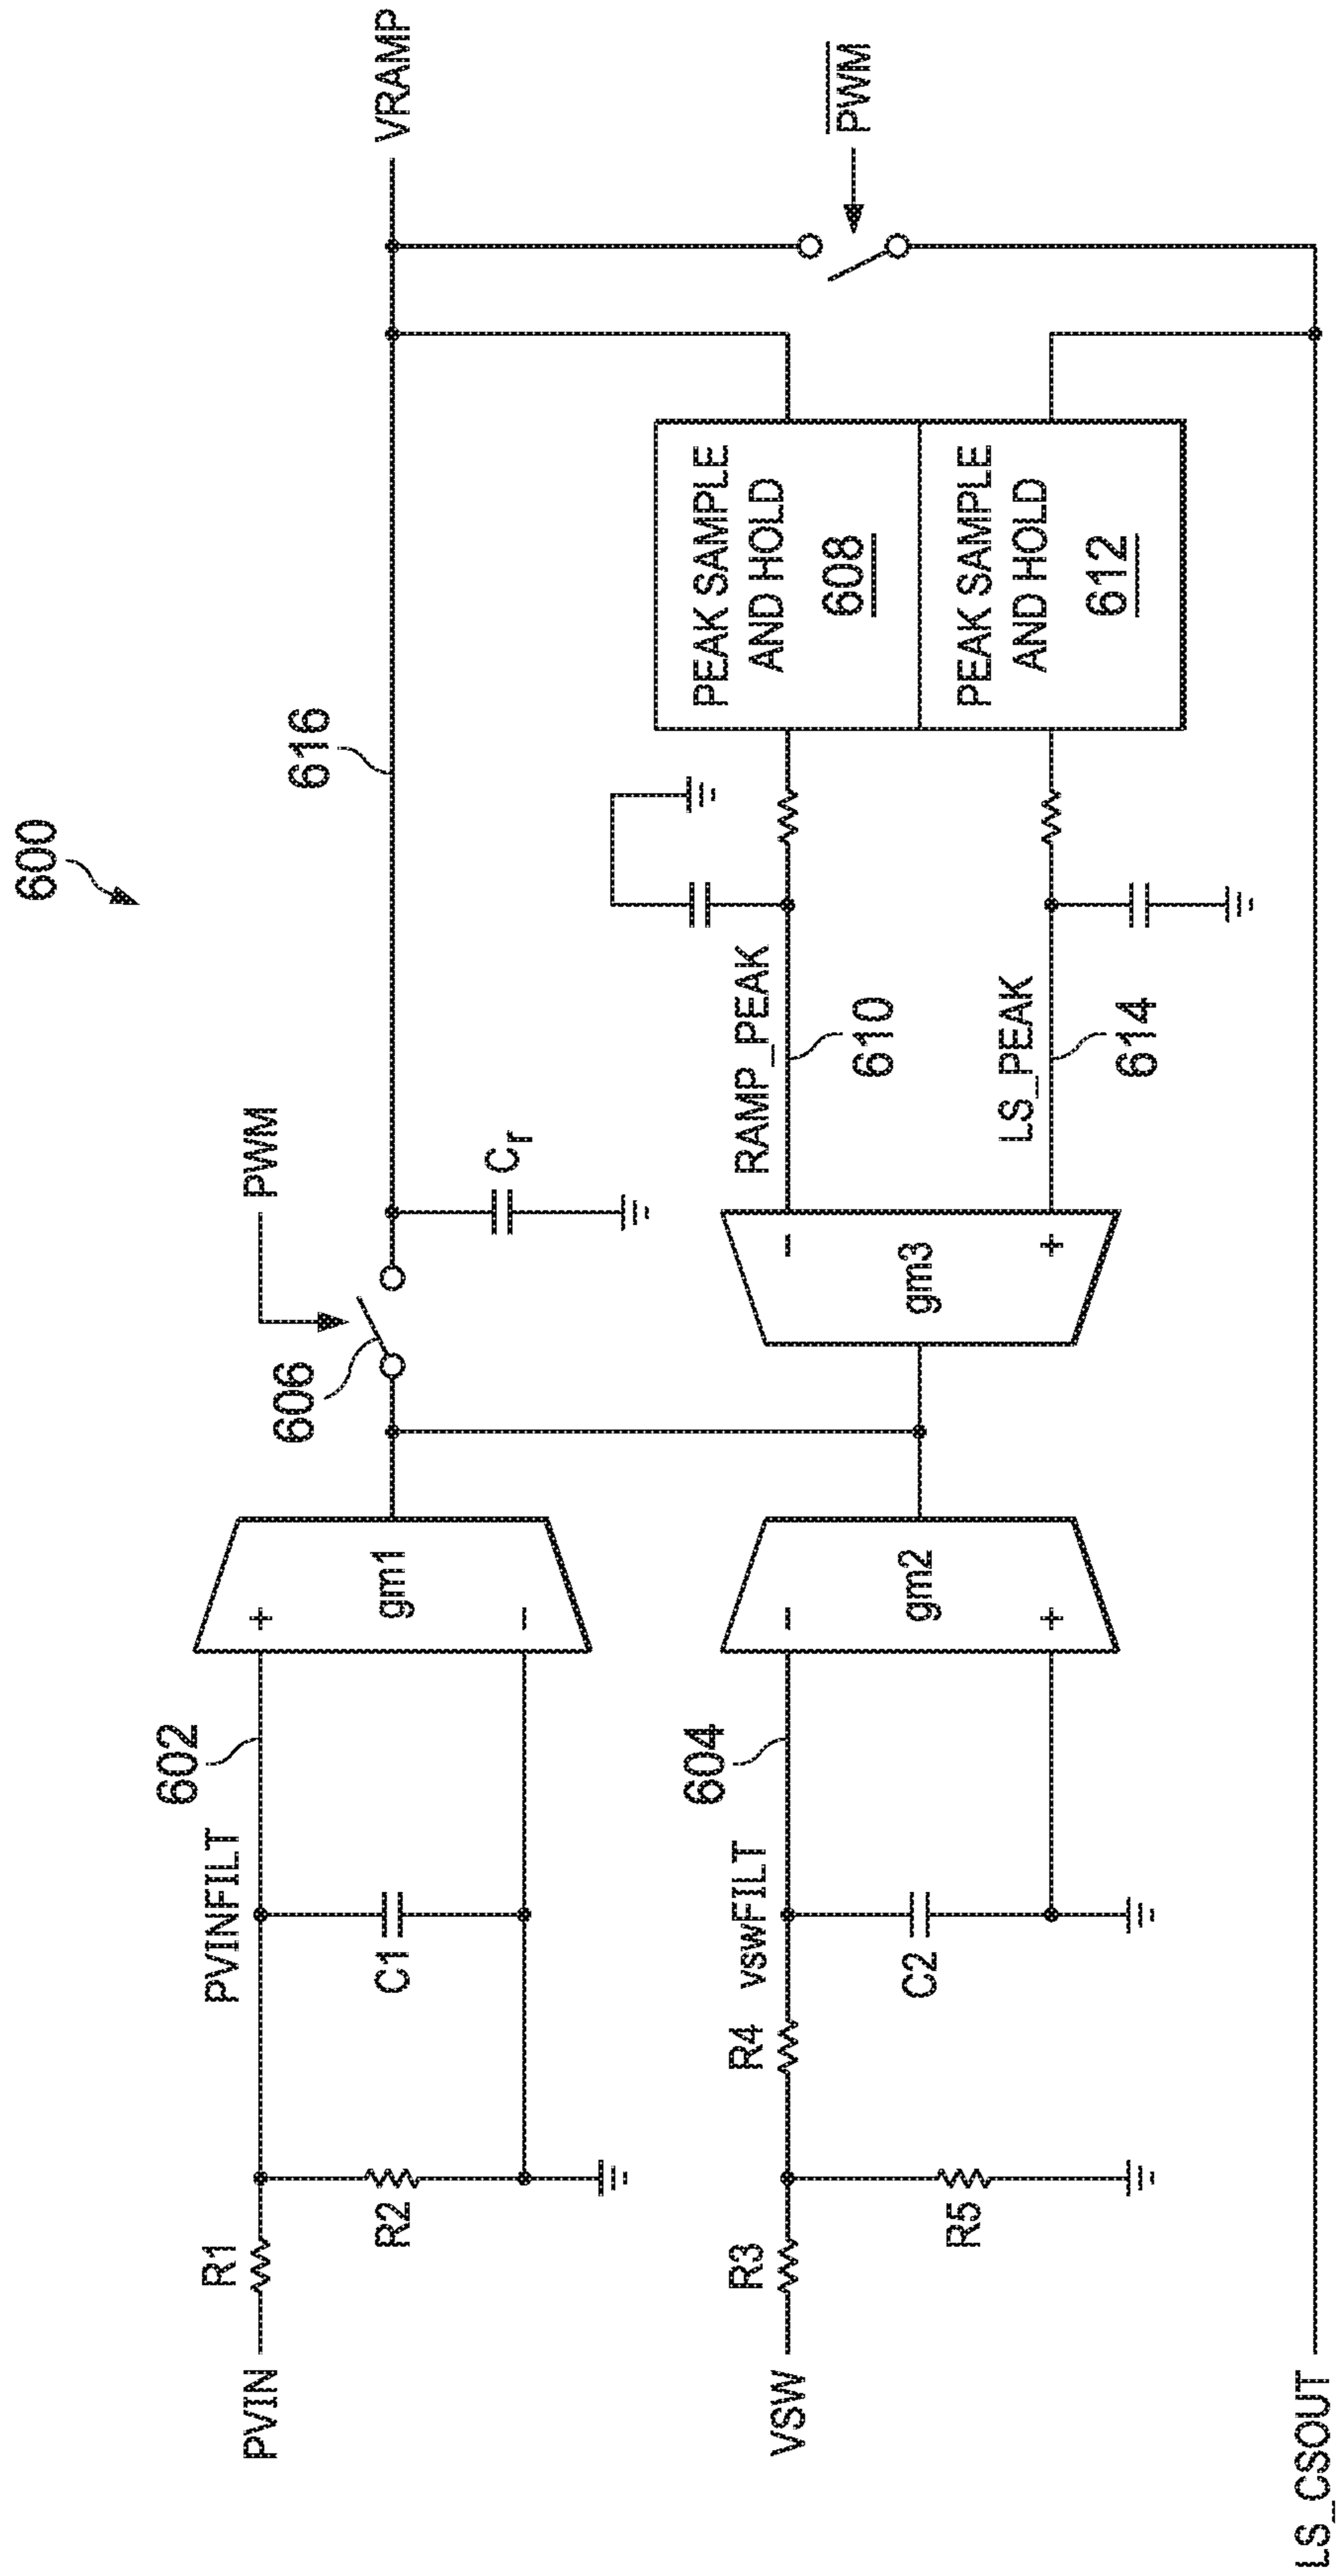 600
PVIN
R1
R2
PVINFILT
C1
602
+
-
gm1
606
PWM
Cr
616
VRAMP
VSW
R3
R5
R4
vswFILT
C2
604
-
+
gm2
gm3
-
+
RAMP_PEAK
610
LS_PEAK
614
PEAK SAMPLE
AND HOLD
608
PEAK SAMPLE
AND HOLD
612
PWM
LS_CSOUT